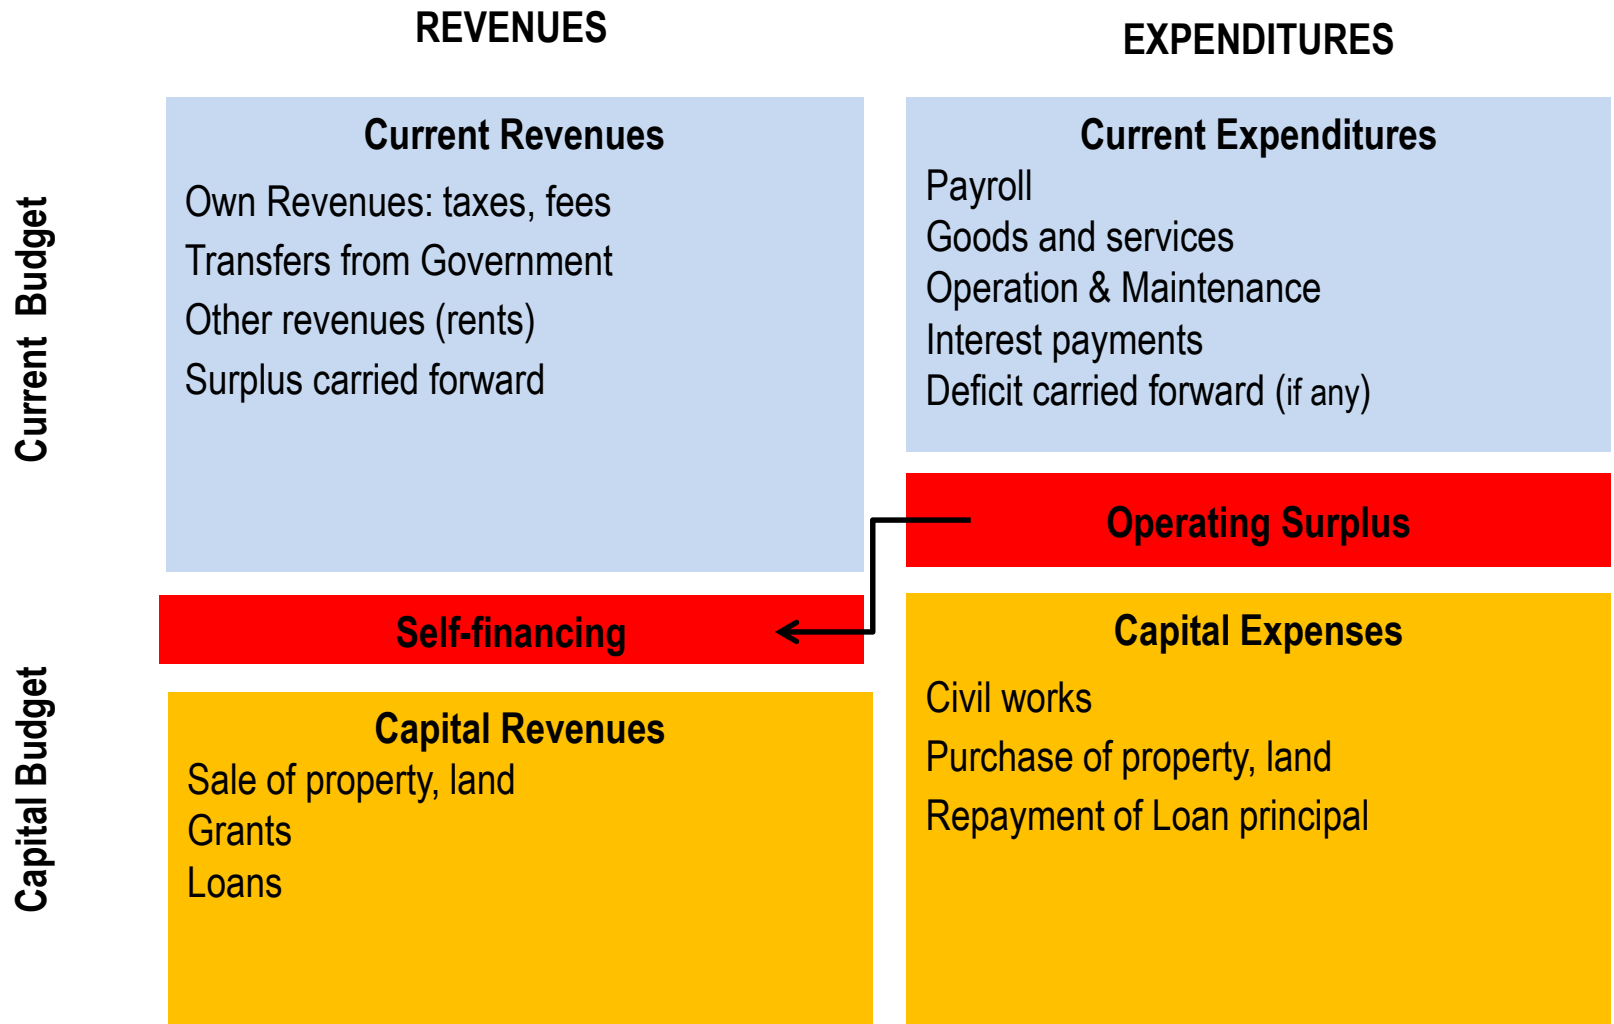 REVENUES
EXPENDITURES
Current Budget
Current Revenues
Own Revenues: taxes, fees
Transfers from Government
Other revenues (rents)
Surplus carried forward
Current Expenditures
Payroll
Goods and services
Operation & Maintenance
Interest payments
Deficit carried forward (if any)
Operating Surplus
Self-financing
Capital Budget
Capital Revenues
Sale of property, land
Grants
Loans
Capital Expenses
Civil works
Purchase of property, land
Repayment of Loan principal